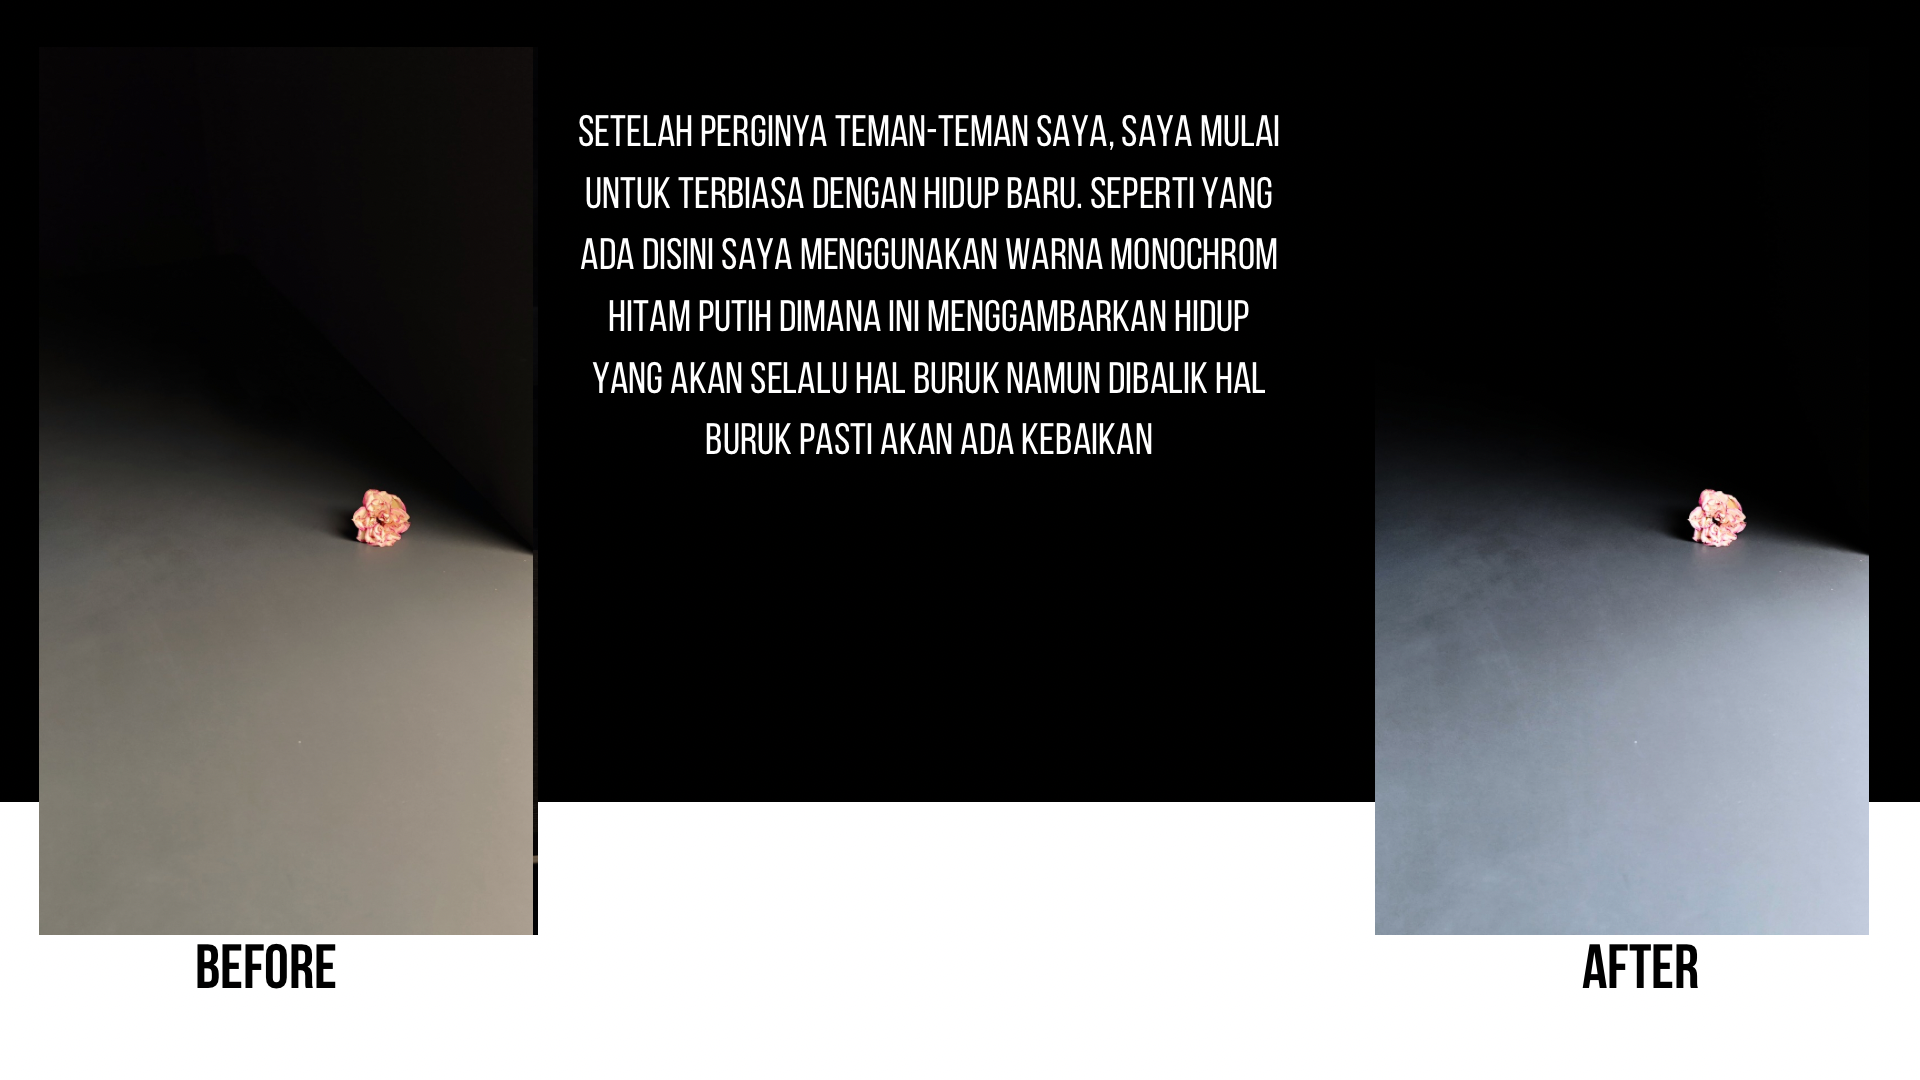 SETELAH PERGINYA TEMAN-TEMAN SAYA, SAYA MULAI
UNTUK TERBIASA DENGAN HIDUP BARU. SEPERTI YANG
ADA DISINI SAYA MENGGUNAKAN WARNA MONOCHROM
HITAM PUTIH DIMANA INI MENGGAMBARKAN HIDUP
YANG AKAN SELALU HAL BURUK NAMUN DIBALIK HAL
BURUK PASTI AKAN ADA KEBAIKAN
BEFORE
AFTER